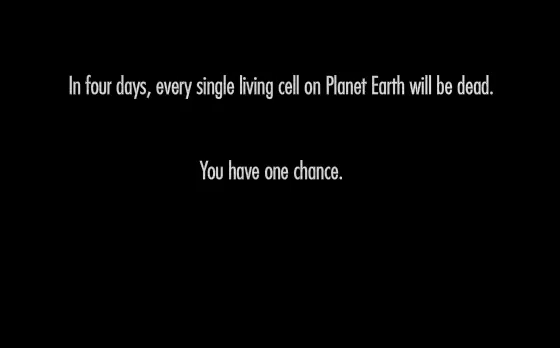 In four days, every single living cell on Planet Earth will be dead.
You have one chance.